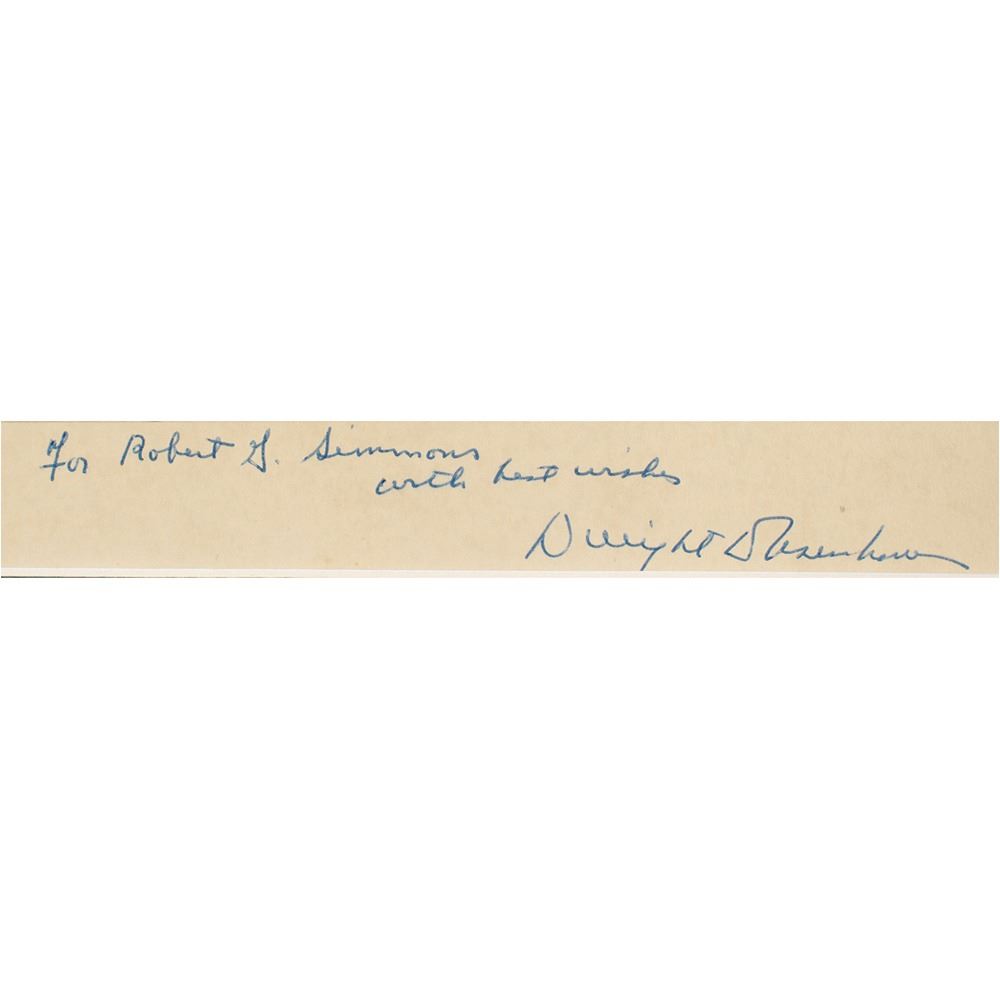 For Robert G. Simmons
with best wishes
Dwight D Eisenhower